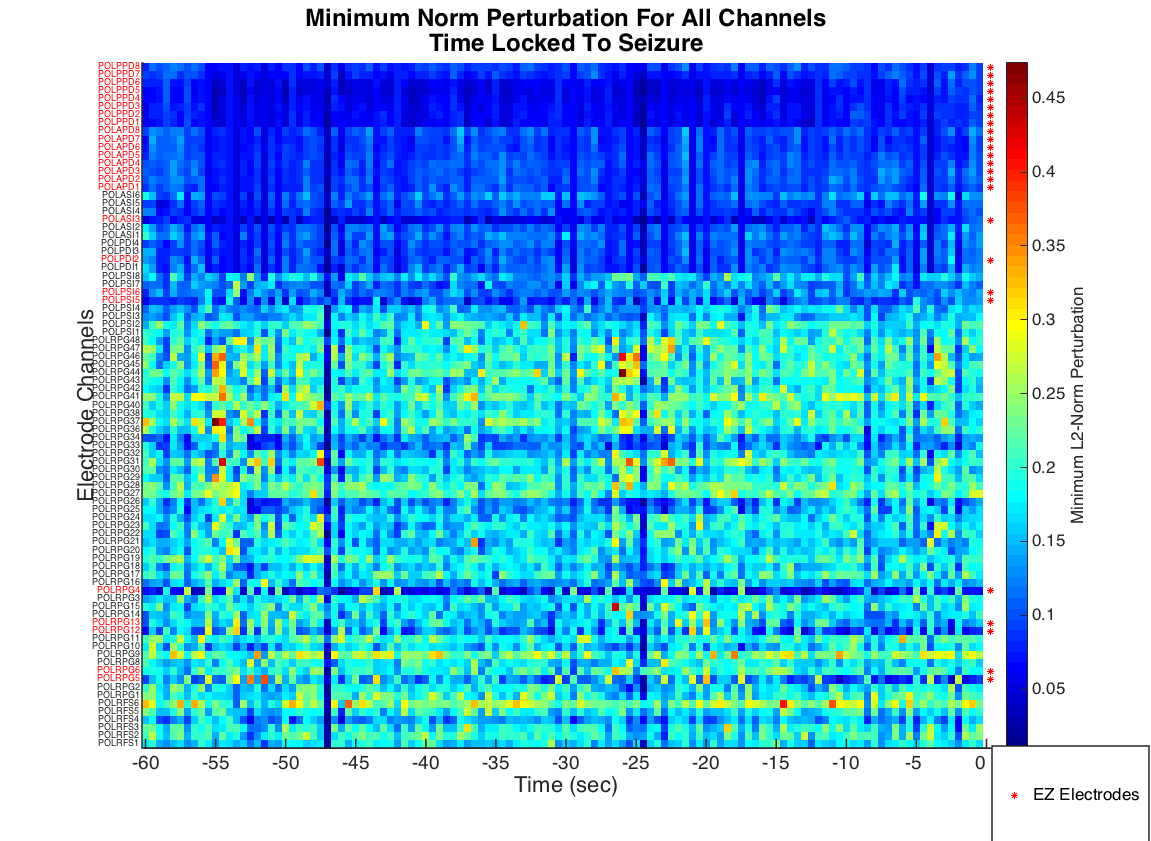 Minimum Norm Perturbation For All Channels
Time Locked To Seizure
POLPPD8
POLPPD7
POLPPD6
POLPPD5
POLPPD4
POLPPD3
POLPPD2
POLPPD1
POLAPD8
POLAPD7
POLAPD6
POLAPD5
POLAPD4
POLAPD3
POLAPD2
POLAPD1
POLASI6
POLASI5
POLASI4
POLASI3
POLASI2
POLASI1
POLPDI4
POLPDI3
POLPDI2
POLPDI1
POLPSI8
POLPSI7
POLPSI6
POLPSI5
POLPSI4
POLPSI3
POLPSI2
POLPSI1
POLRPG48
POLRPG47
POLRPG46
POLRPG45
POLRPG44
POLRPG43
POLRPG42
POLRPG41
POLRPG40
POLRPG38
POLRPG37
POLRPG36
POLRPG34
POLRPG33
POLRPG32
POLRPG31
POLRPG30
POLRPG29
POLRPG28
POLRPG27
POLRPG26
POLRPG25
POLRPG24
POLRPG23
POLRPG22
POLRPG21
POLRPG20
POLRPG19
POLRPG18
POLRPG17
POLRPG16
POLRPG4
POLRPG3
POLRPG15
POLRPG14
POLRPG13
POLRPG12
POLRPG11
POLRPG10
POLRPG9
POLRPG8
POLRPG6
POLRPG5
POLRPG2
POLRPG1
POLRFS6
POLRFS5
POLRFS4
POLRFS3
POLRFS2
POLRFS1
Electrode Channels
-60 -55 -50 -45 -40 -35 -30 -25 -20 -15 -10 -5 0
Time (sec)
0.45
0.4
0.35
0.3
0.25
0.2
0.15
0.1
0.05
Minimum L2-Norm Perturbation
EZ Electrodes